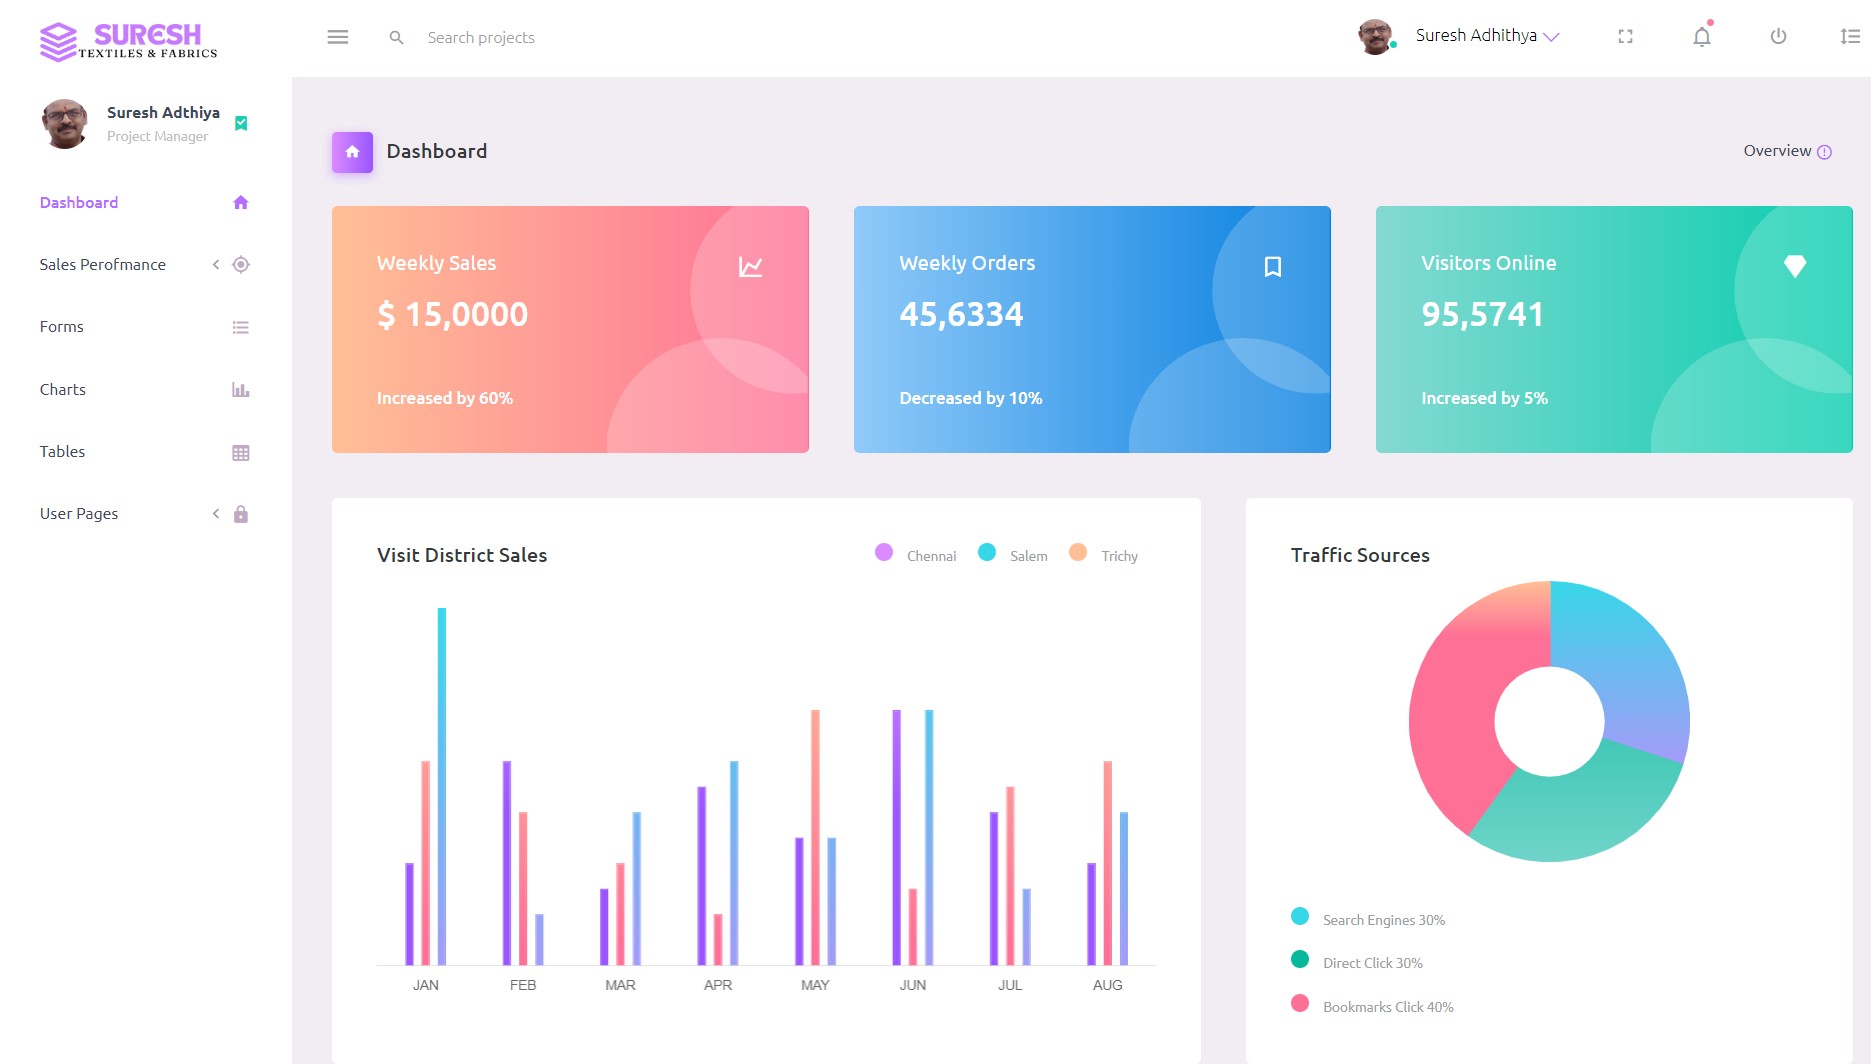 SURESH
TEXTILES & FABRICS
Search projects
Suresh Adhithya
Suresh Adthiya
Project Manager
Dashboard
Sales Perofmance
Forms
Charts
Tables
User Pages
Dashboard
Overview
Weekly Sales
$ 15,0000
Increased by 60%
Weekly Orders
45,6334
Decreased by 10%
Visitors Online
95,5741
Increased by 5%
Visit District Sales
Chennai Salem Trichy
JAN FEB MAR APR MAY JUN JUL AUG
Traffic Sources
Search Engines 30%
Direct Click 30%
Bookmarks Click 40%